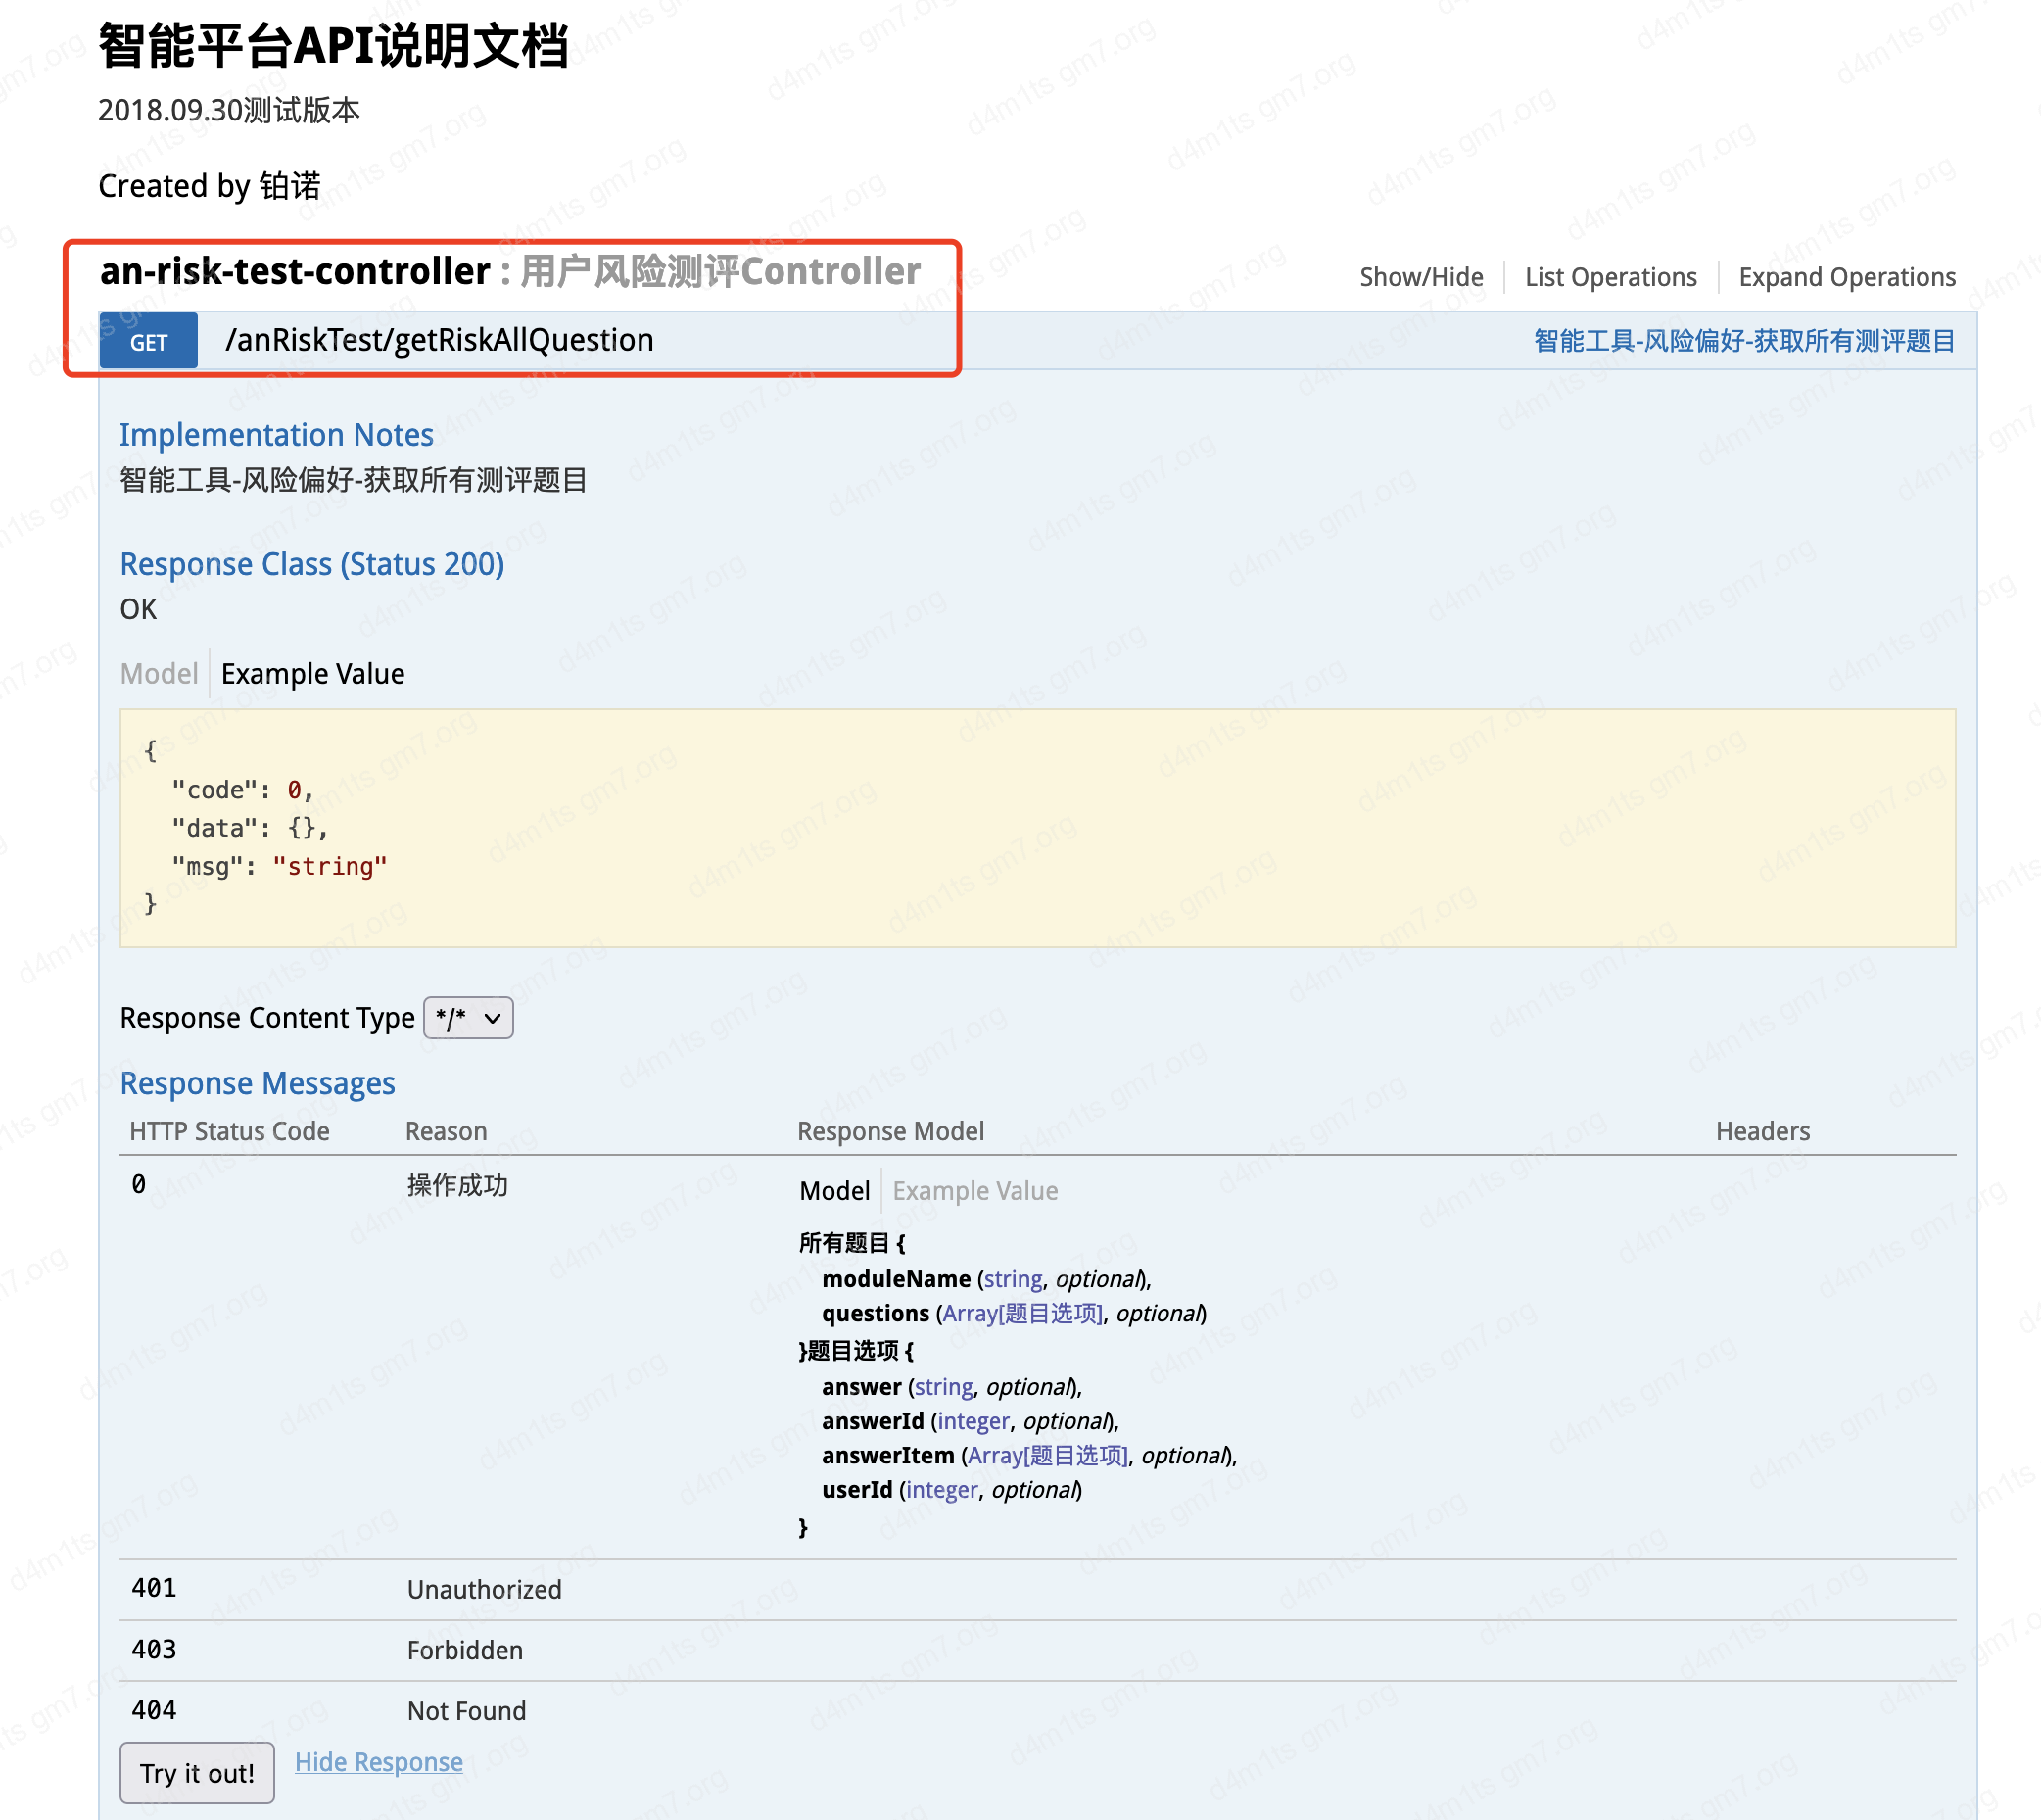 智能平台API说明文档
2018.09.30测试版本
Created by 铂诺
an-risk-test-controller : 用户风险测评Controller
Show/Hide
List Operations
Expand Operations
GET
/anRiskTest/getRiskAllQuestion
智能工具-风险偏好-获取所有测评题目
Implementation Notes
智能工具-风险偏好-获取所有测评题目
Response Class (Status 200)
OK
Model
Example Value
{
"code": 0,
"data": {},
"msg": "string"
}
Response Content Type */*
Response Messages
HTTP Status Code Reason Response Model Headers
0 操作成功
Model Example Value
所有题目 {
moduleName (string, optional),
questions (Array[题目选项], optional)
}题目选项 {
answer (string, optional),
answerId (integer, optional),
answerItem (Array[题目选项], optional),
userId (integer, optional)
}
401 Unauthorized
403 Forbidden
404 Not Found
Try it out! Hide Response
d4m1ts gm7.org